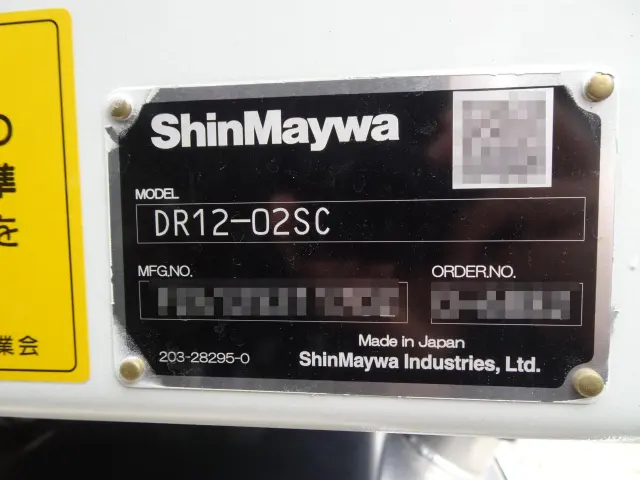 準
を
業会
ShinMaywa
MODEL
DR12-02SC
MFG.NO.
ORDER.NO.
Made in Japan
203-28295-0
ShinMaywa Industries, Ltd.